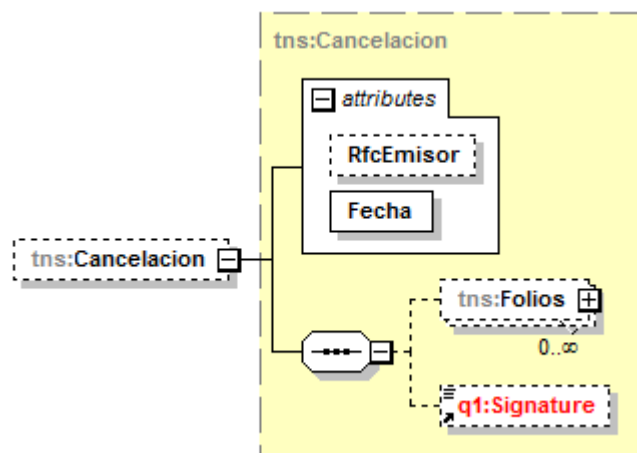 tns:Cancelacion
attributes
RfcEmisor
Fecha
tns:Cancelacion
tns:Folios
0..∞
q1:Signature